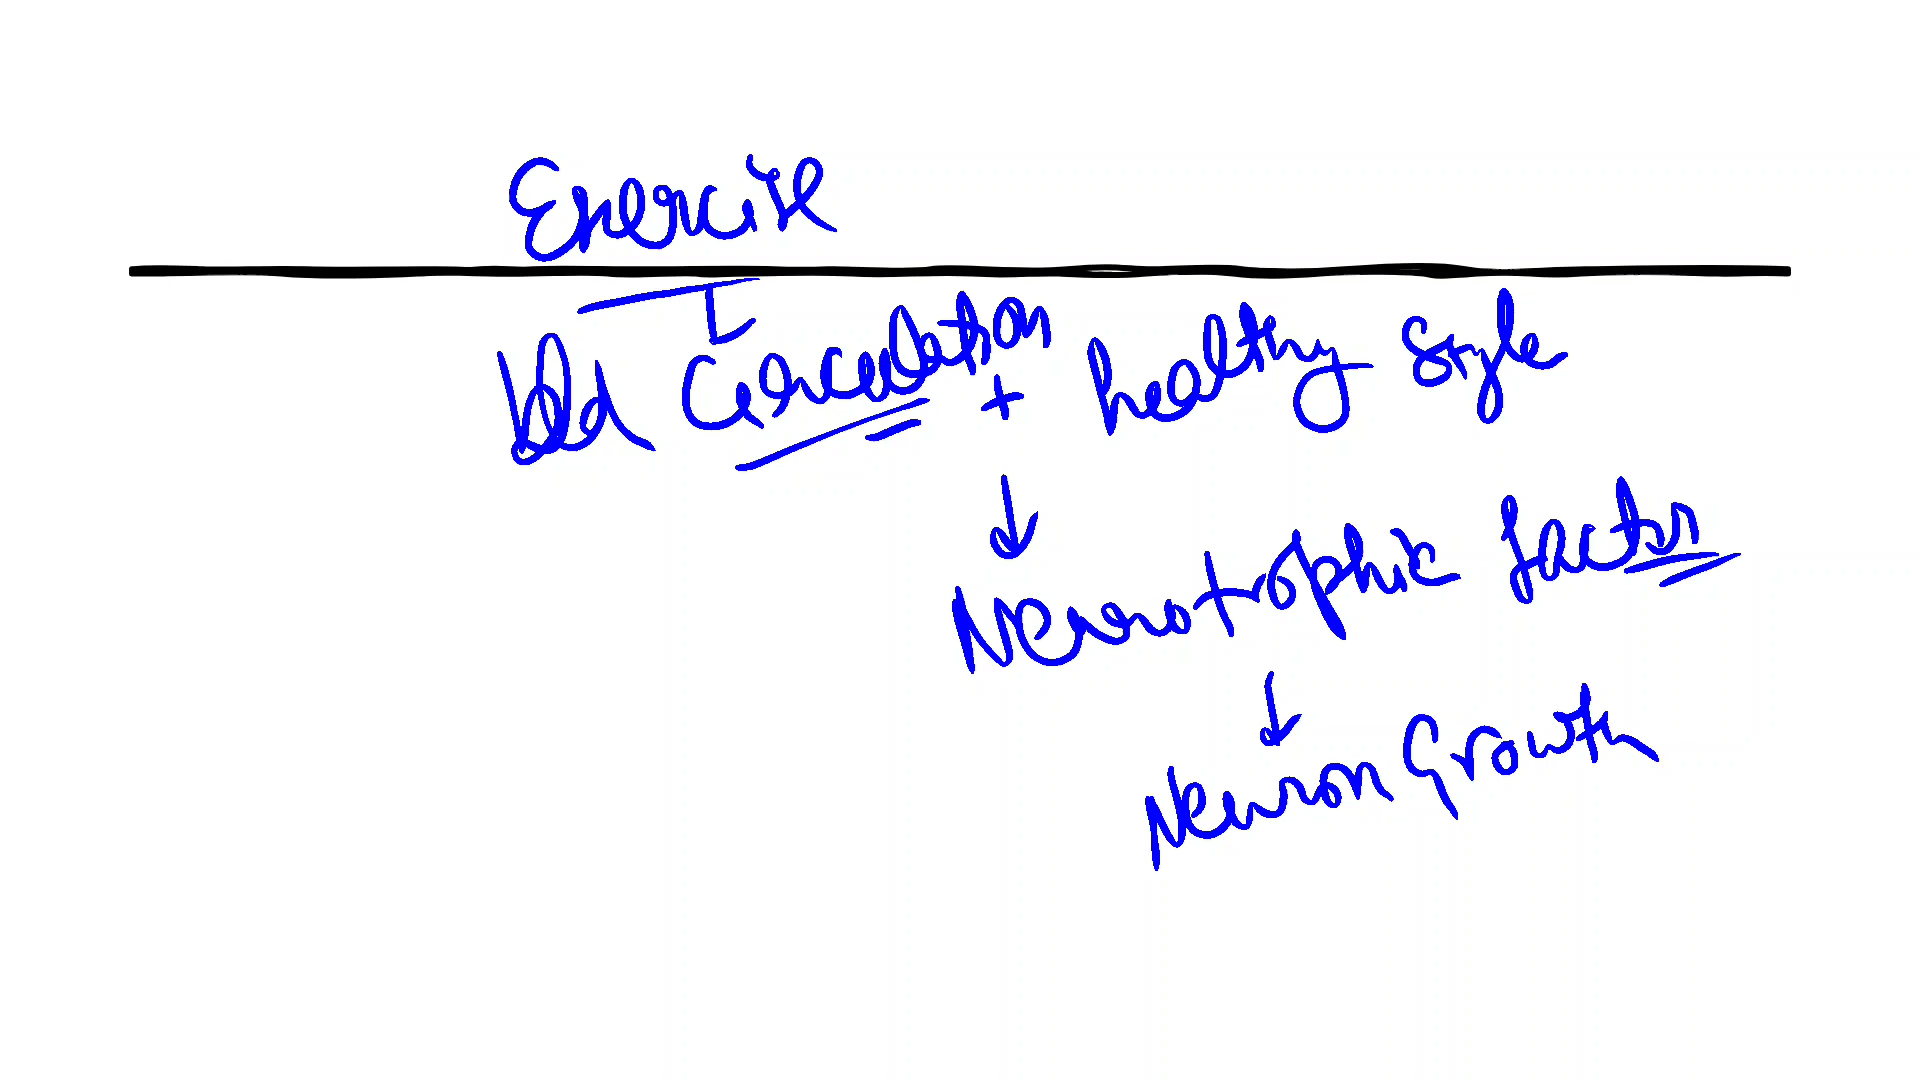 Exercise
bld Circulation + healthy style
Neurotrophic factor
Neuron Growth